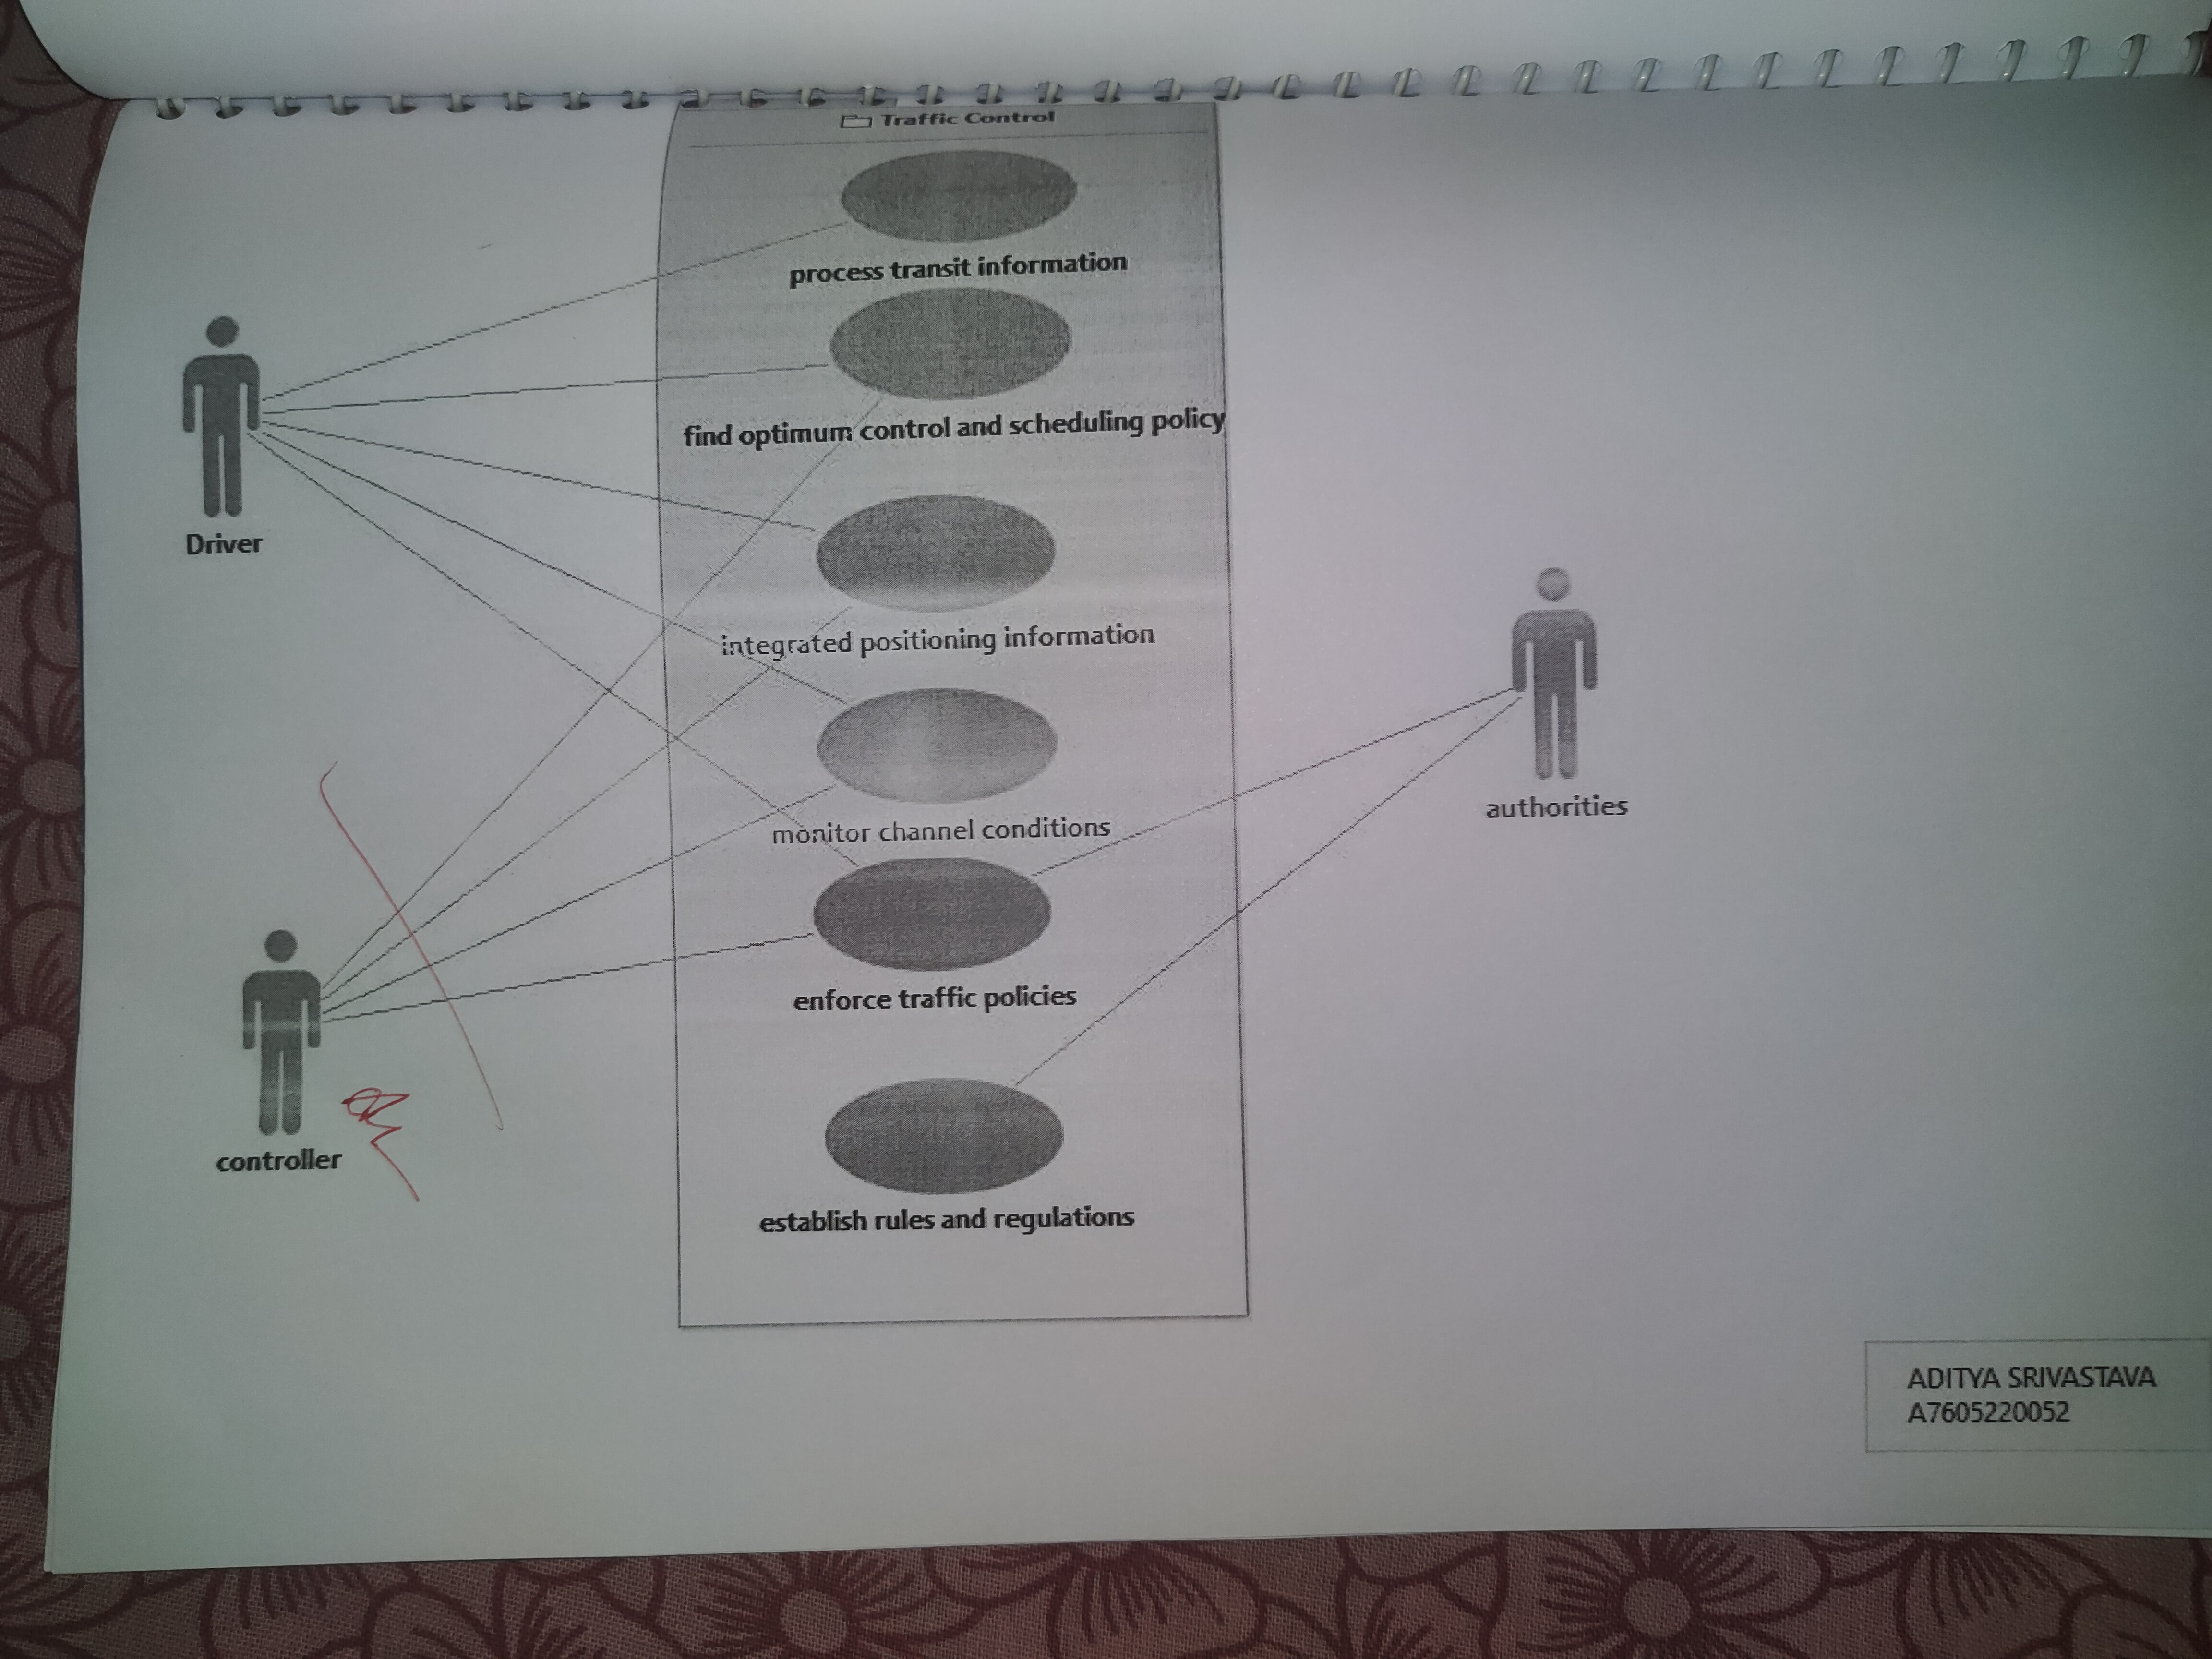 Traffic Control
process transit information
find optimum control and scheduling policy
Driver
integrated positioning information
authorities
monitor channel conditions
enforce traffic policies
controller
establish rules and regulations
ADITYA SRIVASTAVA
A7605220052